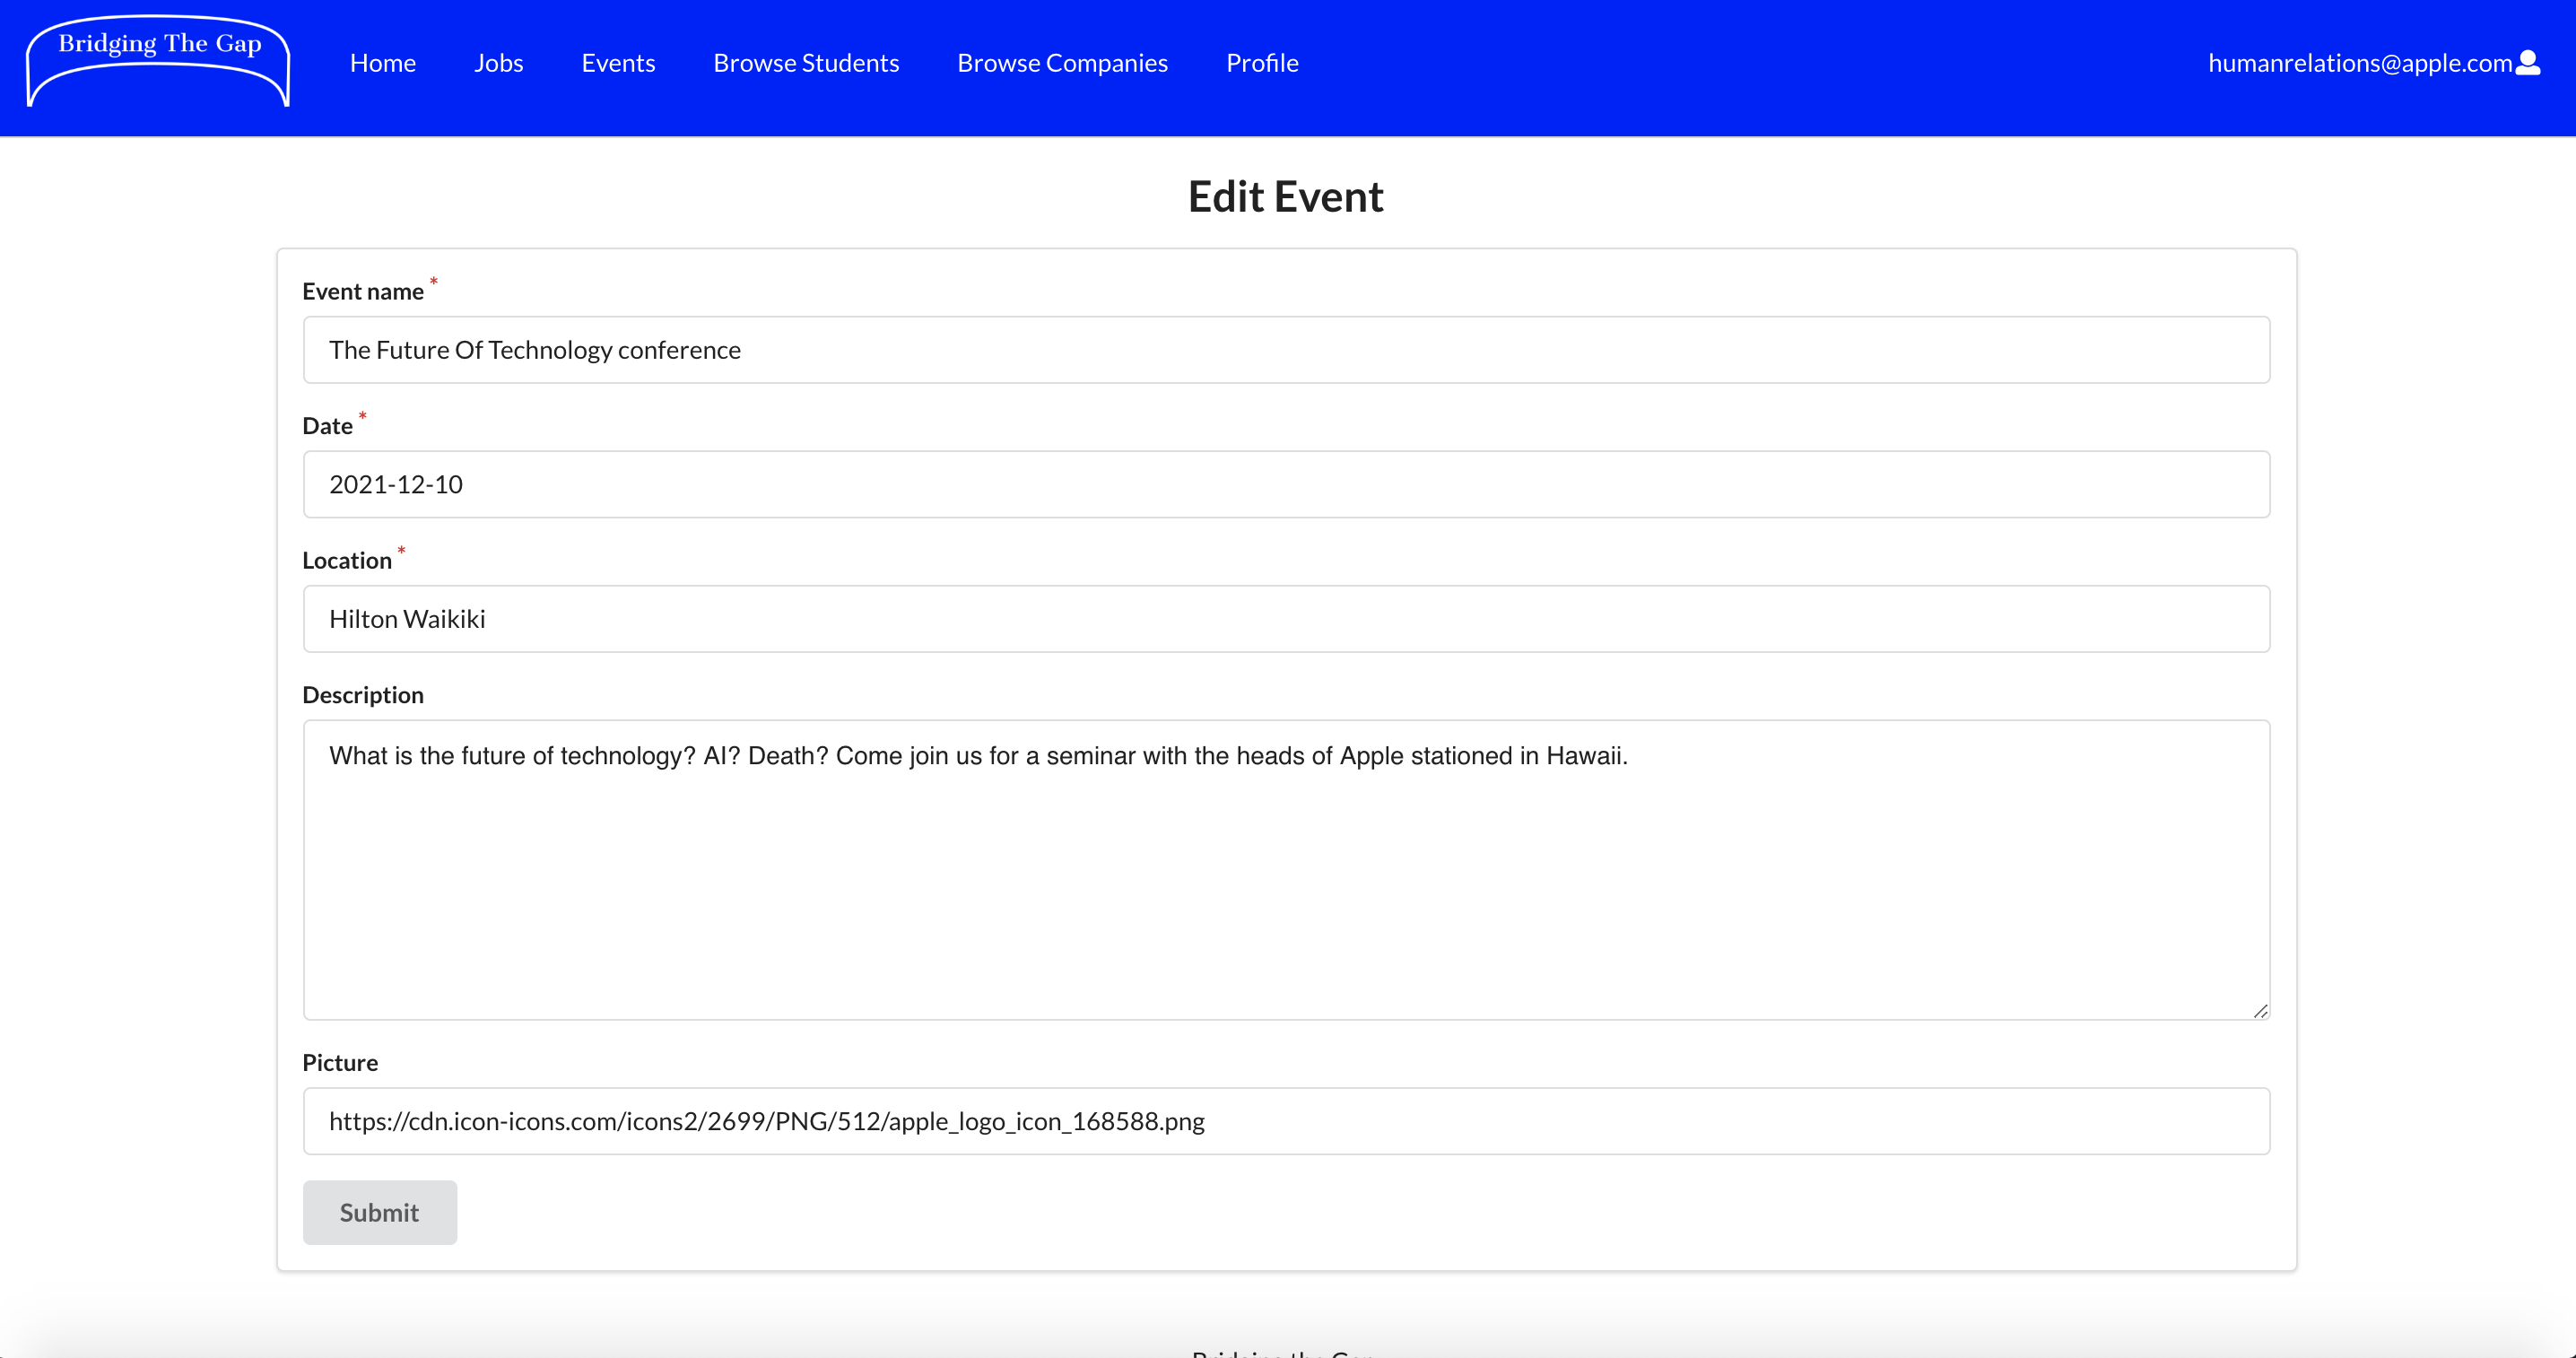 Bridging The Gap
Home Jobs Events Browse Students Browse Companies Profile humanrelations@apple.com
Edit Event
Event name *
The Future Of Technology conference
Date *
2021-12-10
Location *
Hilton Waikiki
Description
What is the future of technology? AI? Death? Come join us for a seminar with the heads of Apple stationed in Hawaii.
Picture
https://cdn.icon-icons.com/icons2/2699/PNG/512/apple_logo_icon_168588.png
Submit
Bridging the Gap